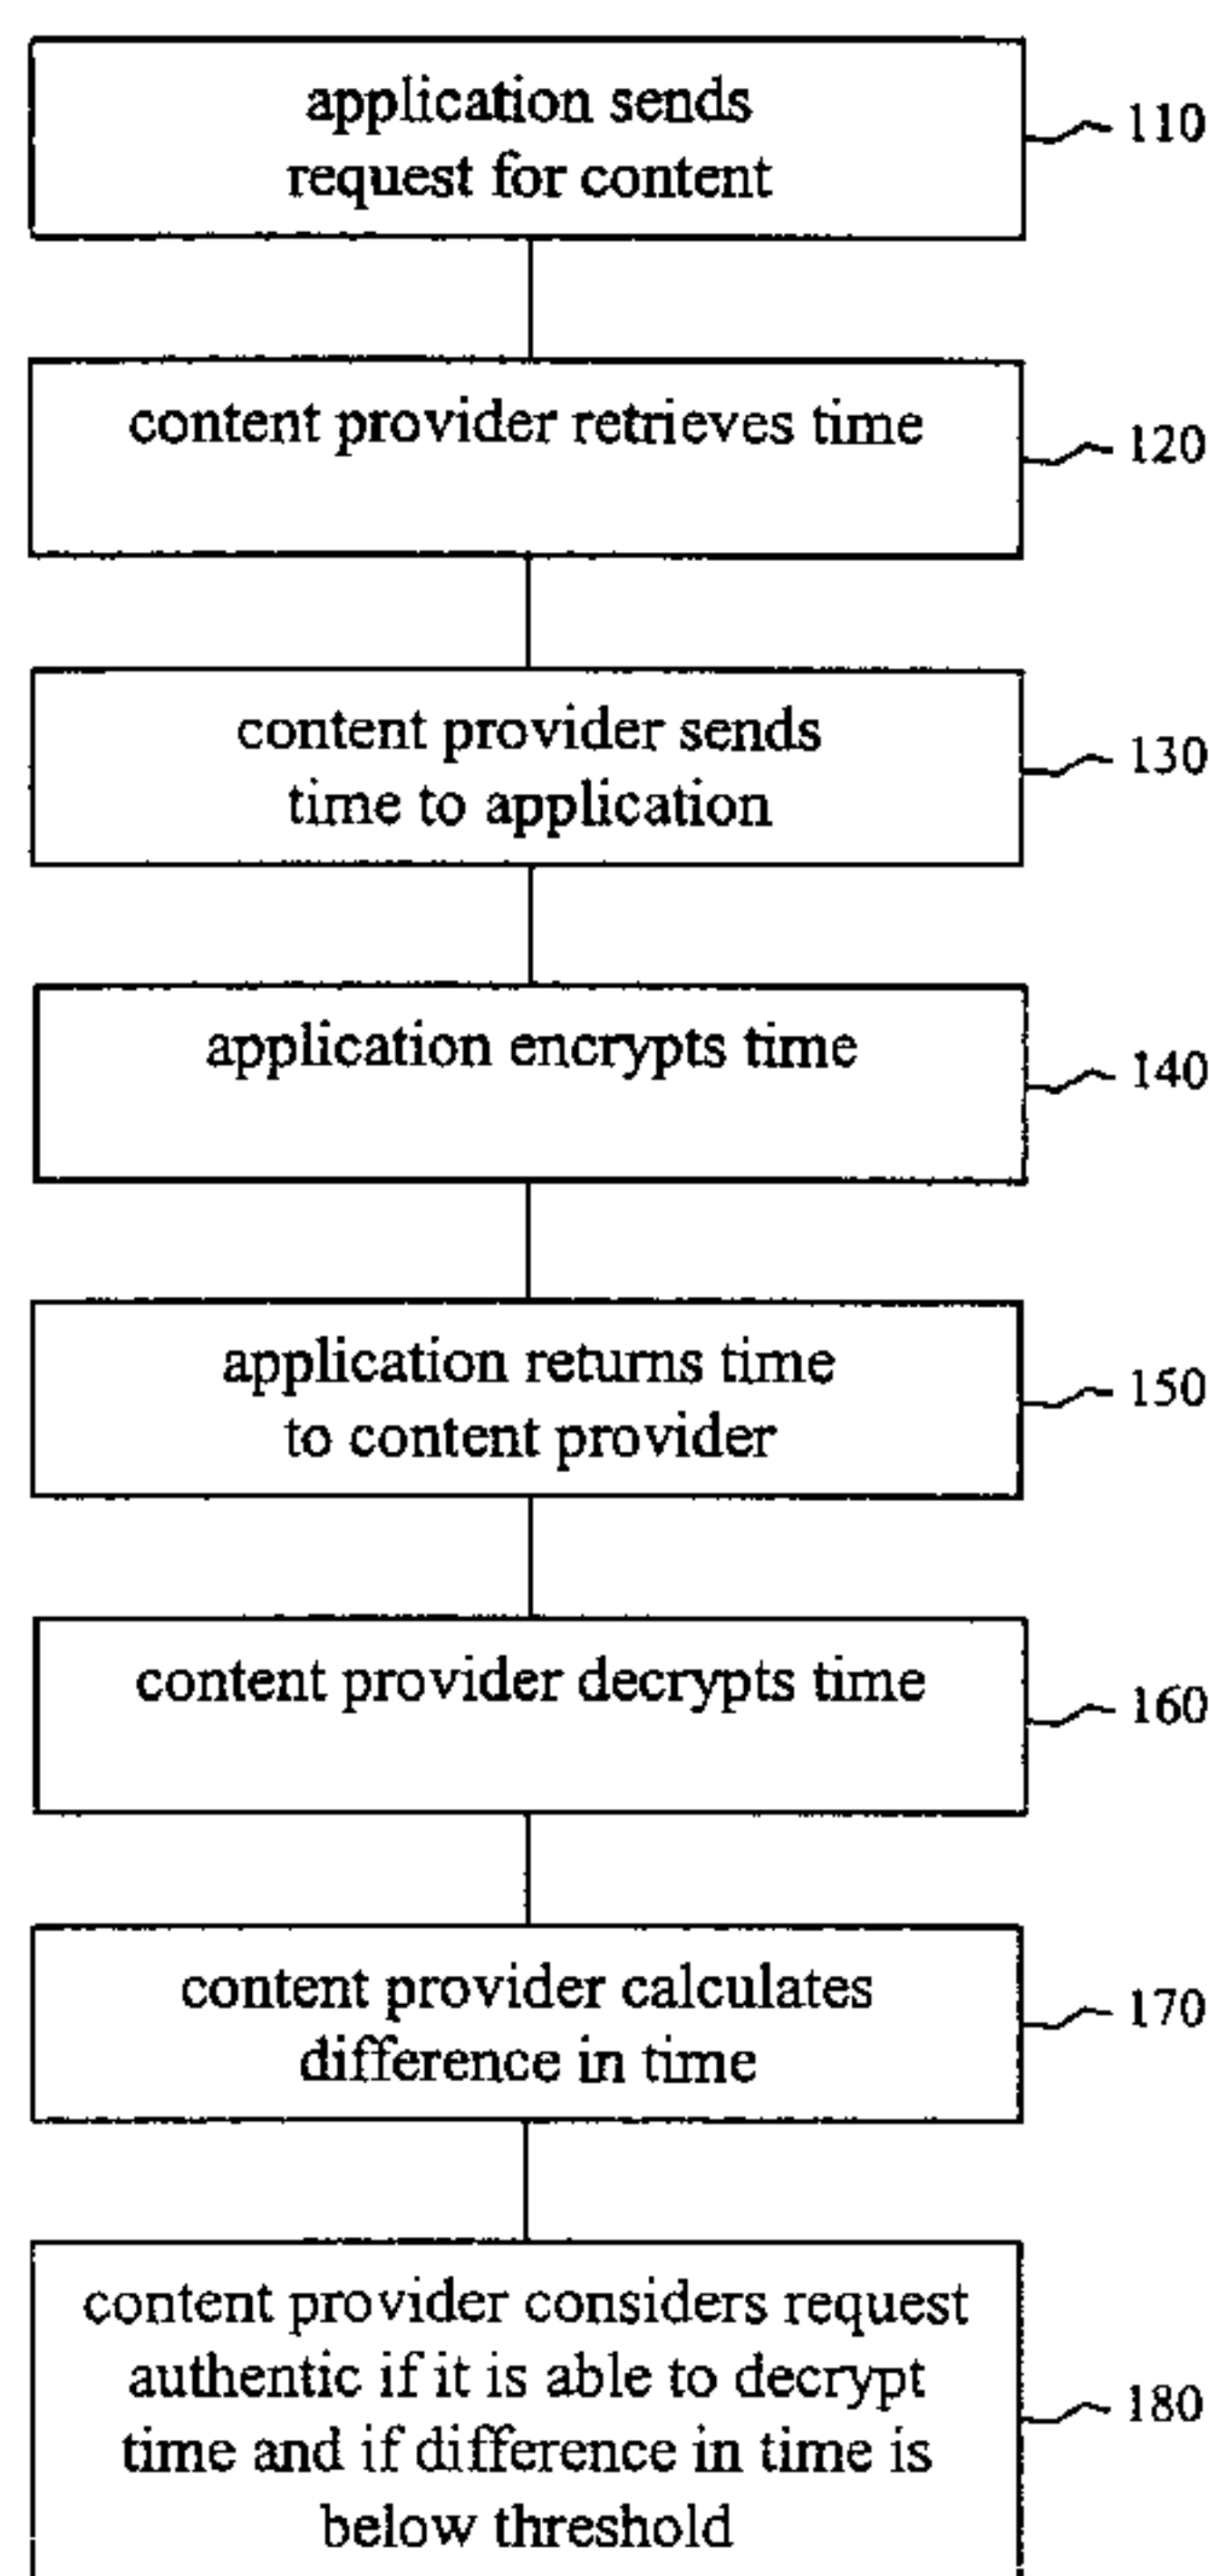 application sends
request for content
110
content provider retrieves time
120
content provider sends
time to application
130
application encrypts time
140
application returns time
to content provider
150
content provider decrypts time
160
content provider calculates
difference in time
170
content provider considers request
authentic if it is able to decrypt
time and if difference in time is
below threshold
180